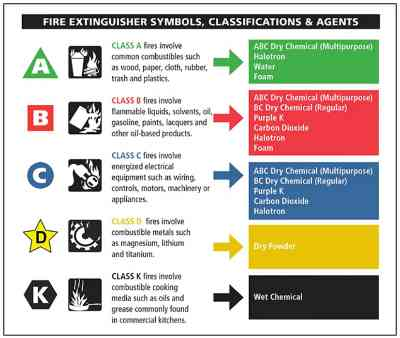 FIRE EXTINGUISHER SYMBOLS, CLASSIFICATIONS & AGENTS
A
CLASS A fires involve
common combustibles such
as wood, paper, cloth, rubber,
trash and plastics.
ABC Dry Chemical (Multipurpose)
Halotron
Water
Foam
B
CLASS B fires involve
flammable liquids, solvents, oil,
gasoline, paints, lacquers and
other oil-based products.
ABC Dry Chemical (Multipurpose)
BC Dry Chemical (Regular)
Purple K
Carbon Dioxide
Halotron
Foam
C
CLASS C fires involve
energized electrical
equipment such as wiring,
controls, motors, machinery or
appliances.
ABC Dry Chemical (Multipurpose)
BC Dry Chemical (Regular)
Purple K
Carbon Dioxide
Halotron
D
CLASS D fires involve
combustible metals such
as magnesium, lithium
and titanium.
Dry Powder
K
CLASS K fires involve
combustible cooking
media such as oils and
grease commonly found
in commercial kitchens.
Wet Chemical